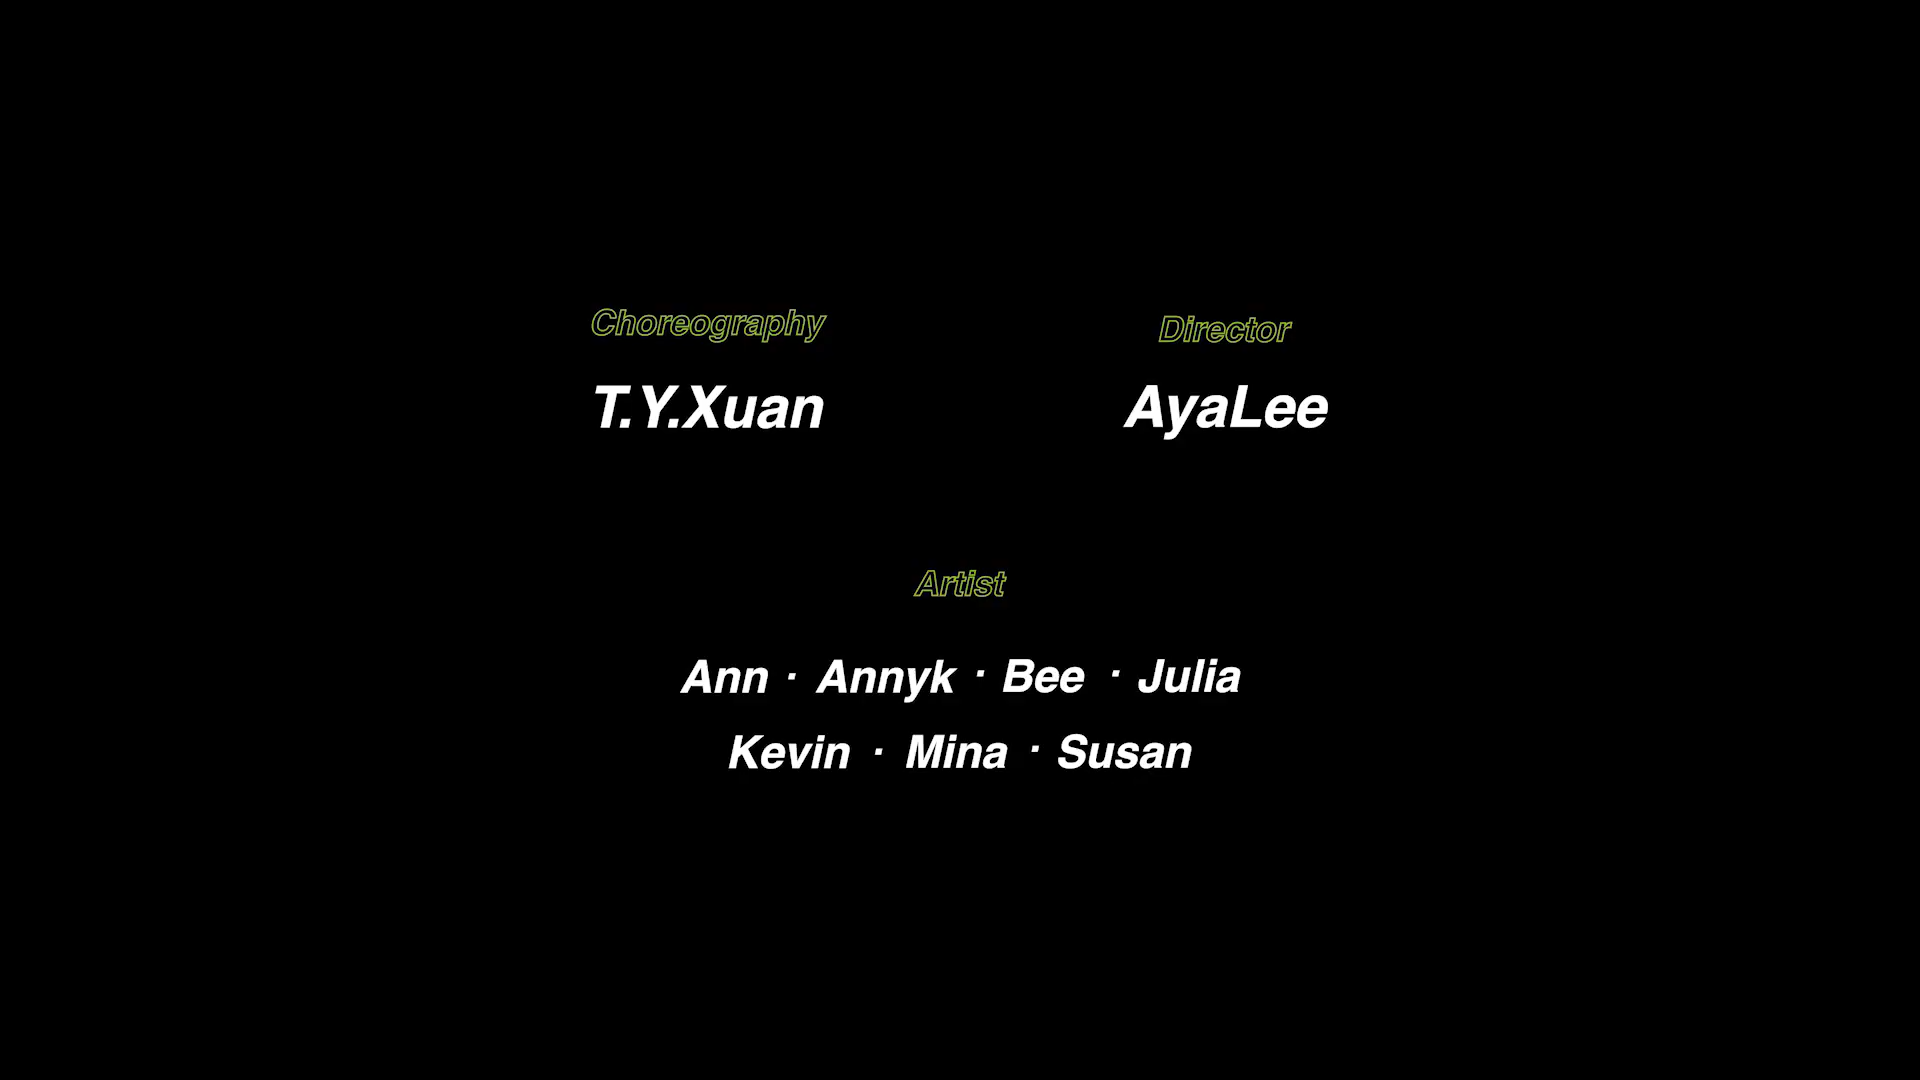 Choreography
T.Y.Xuan
Director
AyaLee
Artist
Ann · Annyk · Bee · Julia
Kevin · Mina · Susan